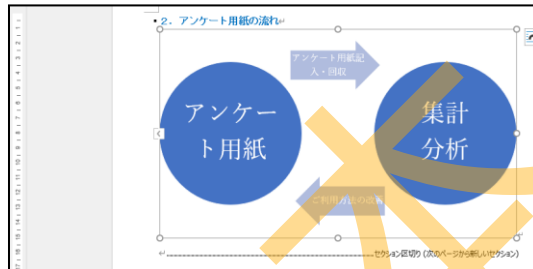 2. アンケート用紙の流れ
アンケート用紙記
入・回収
アンケー
ト用紙
集計
分析
ご利用方法の改善
セクション区切り (次のページから新しいセクション)